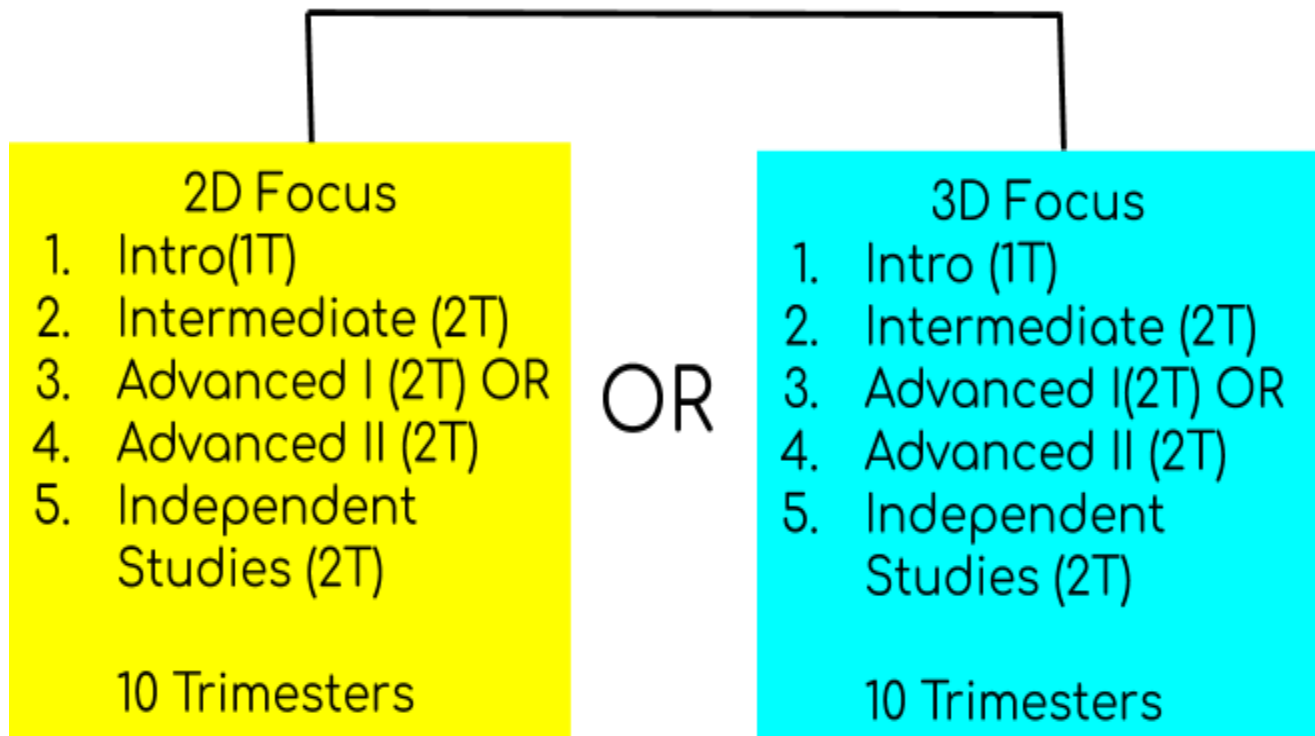 2D Focus
1. Intro(1T)
2. Intermediate (2T)
3. Advanced I (2T) OR
4. Advanced II (2T)
5. Independent
Studies (2T)
10 Trimesters
OR
3D Focus
1. Intro (1T)
2. Intermediate (2T)
3. Advanced I(2T) OR
4. Advanced II (2T)
5. Independent
Studies (2T)
10 Trimesters